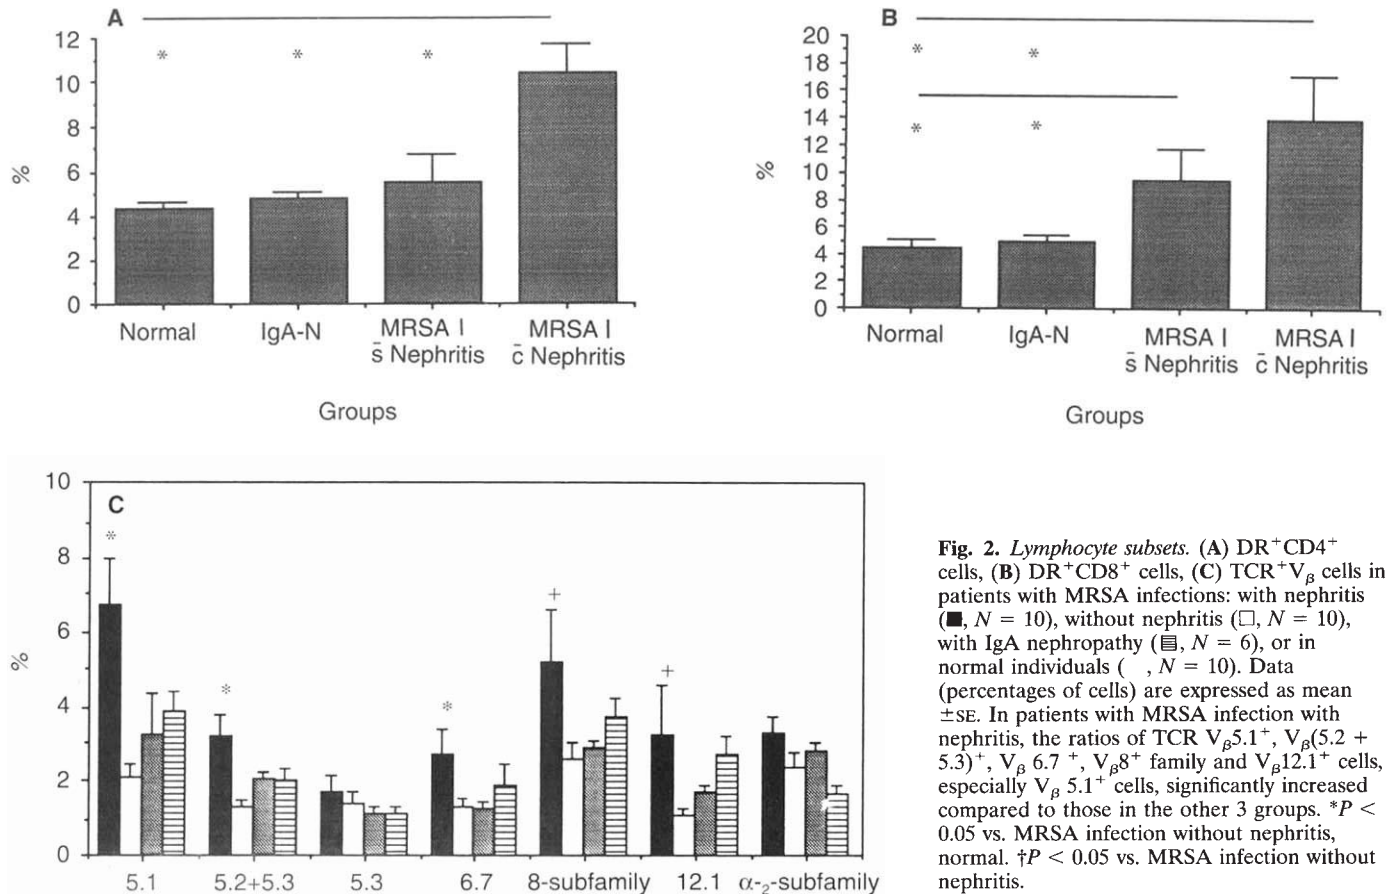 A
12
10
8
6
4
2
0
%
*
*
*
Normal
IgA-N
MRSA I
s̄ Nephritis
MRSA I
c̄ Nephritis
Groups
B
20
18
16
14
12
10
8
6
4
2
0
%
*
*
*
*
Normal
IgA-N
MRSA I
s̄ Nephritis
MRSA I
c̄ Nephritis
Groups
C
10
8
6
4
2
0
%
*
*
*
+
+
5.1
5.2+5.3
5.3
6.7
8-subfamily
12.1
α-₂-subfamily
Fig. 2. Lymphocyte subsets. (A) DR⁺CD4⁺
cells, (B) DR⁺CD8⁺ cells, (C) TCR⁺Vᵦ cells in
patients with MRSA infections: with nephritis
(■, N = 10), without nephritis (□, N = 10),
with IgA nephropathy (▤, N = 6), or in
normal individuals ( , N = 10). Data
(percentages of cells) are expressed as mean
±SE. In patients with MRSA infection with
nephritis, the ratios of TCR Vᵦ5.1⁺, Vᵦ(5.2 +
5.3)⁺, Vᵦ 6.7 ⁺, Vᵦ8⁺ family and Vᵦ12.1⁺ cells,
especially Vᵦ 5.1⁺ cells, significantly increased
compared to those in the other 3 groups. *P <
0.05 vs. MRSA infection without nephritis,
normal. †P < 0.05 vs. MRSA infection without
nephritis.